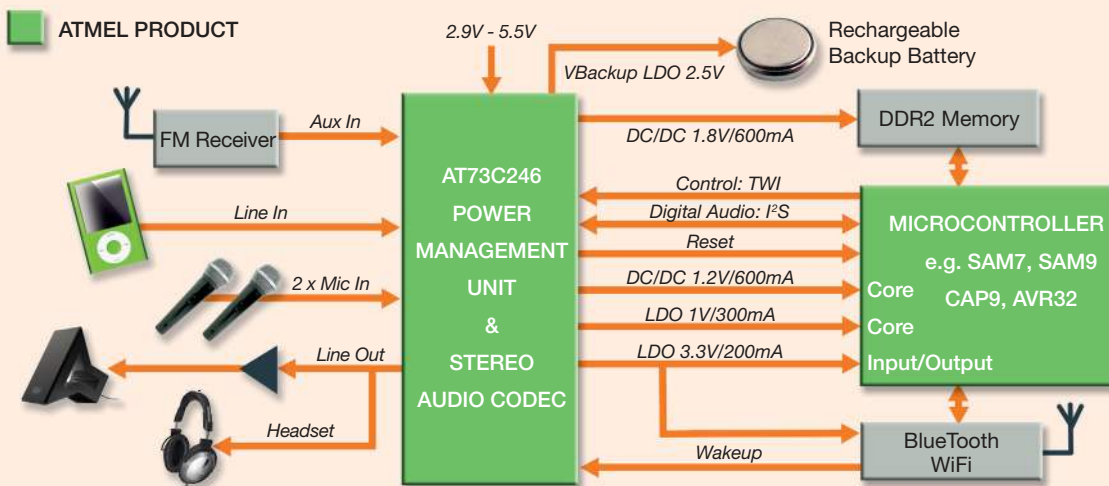 ATMEL PRODUCT
2.9V - 5.5V
VBackup LDO 2.5V
Rechargeable
Backup Battery
FM Receiver
Aux In
Line In
2 x Mic In
Line Out
Headset
AT73C246
POWER
MANAGEMENT
UNIT
&
STEREO
AUDIO CODEC
DC/DC 1.8V/600mA
DDR2 Memory
Control: TWI
Digital Audio: I²S
Reset
DC/DC 1.2V/600mA
LDO 1V/300mA
LDO 3.3V/200mA
Wakeup
MICROCONTROLLER
e.g. SAM7, SAM9
CAP9, AVR32
Core
Core
Input/Output
BlueTooth
WiFi